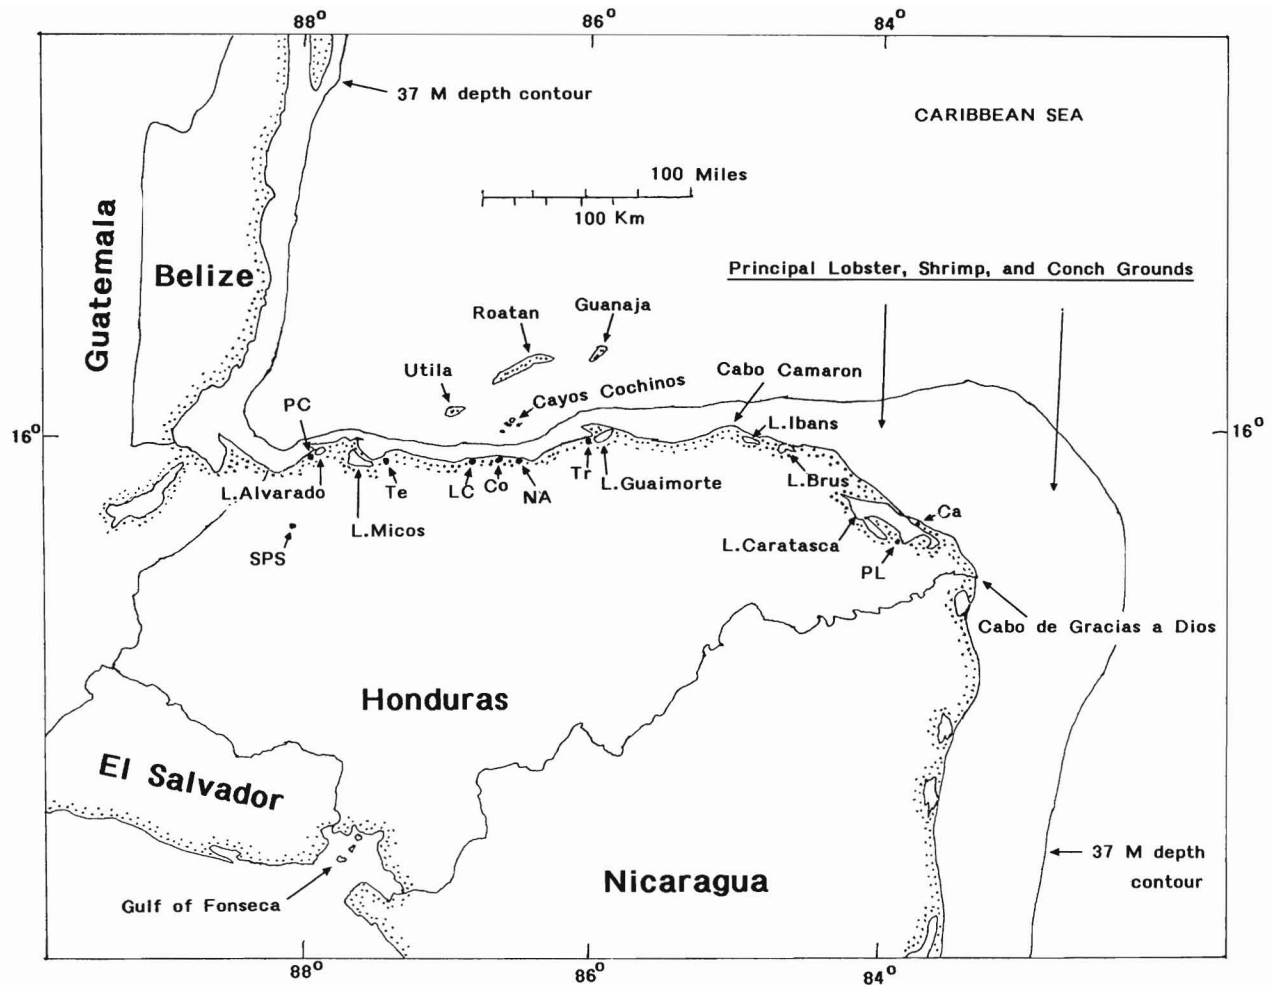 88°
86°
84°
37 M depth contour
CARIBBEAN SEA
100 Miles
100 Km
Guatemala
Belize
Principal Lobster, Shrimp, and Conch Grounds
Guanaja
Roatan
Utila
Cayos Cochinos
Cabo Camaron
PC
L.Ibans
16°
16°
L.Alvarado
Te
LC
Co
NA
Tr
L.Guaimorte
L.Brus
L.Micos
Ca
SPS
L.Caratasca
PL
Cabo de Gracias a Dios
Honduras
El Salvador
37 M depth
contour
Nicaragua
Gulf of Fonseca
88°
86°
84°